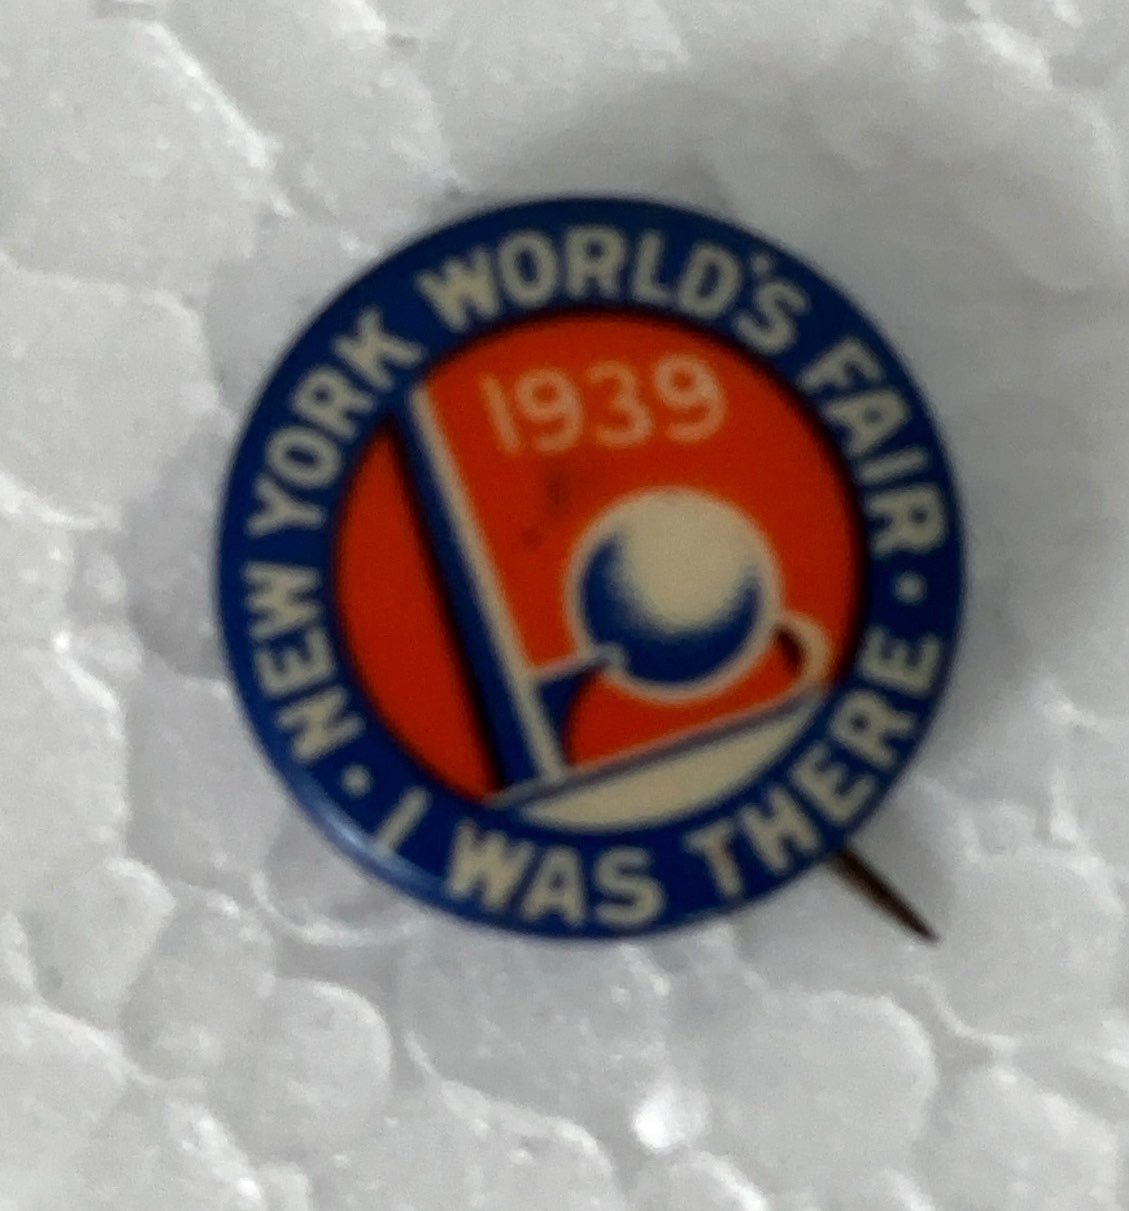 NEW YORK WORLD'S FAIR · I WAS THERE ·
1939